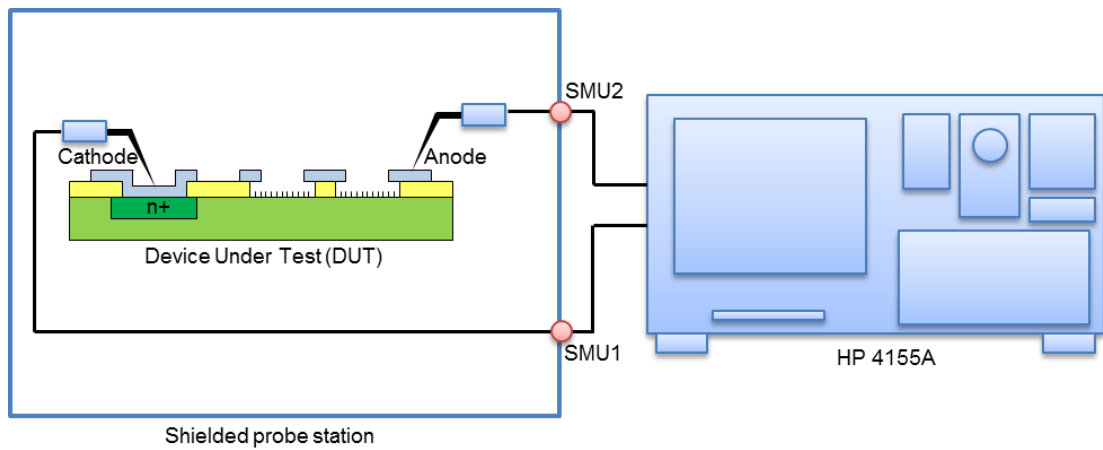 SMU2
Cathode
Anode
n+
Device Under Test (DUT)
SMU1
HP 4155A
Shielded probe station